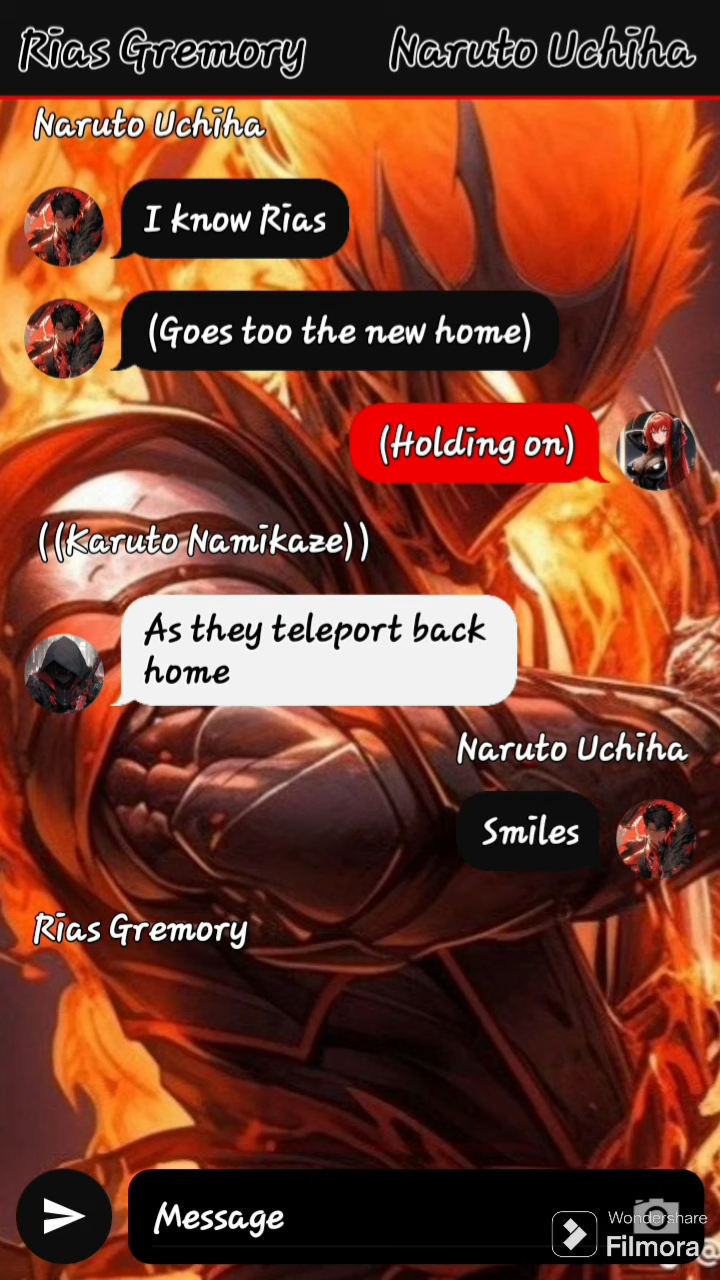 Rias Gremory
Naruto Uchiha
Naruto Uchiha
I know Rias
(Goes too the new home)
(Holding on)
((Karuto Namikaze))
As they teleport back
home
Naruto Uchiha
Smiles
Rias Gremory
Message
Wondershare
Filmora
@